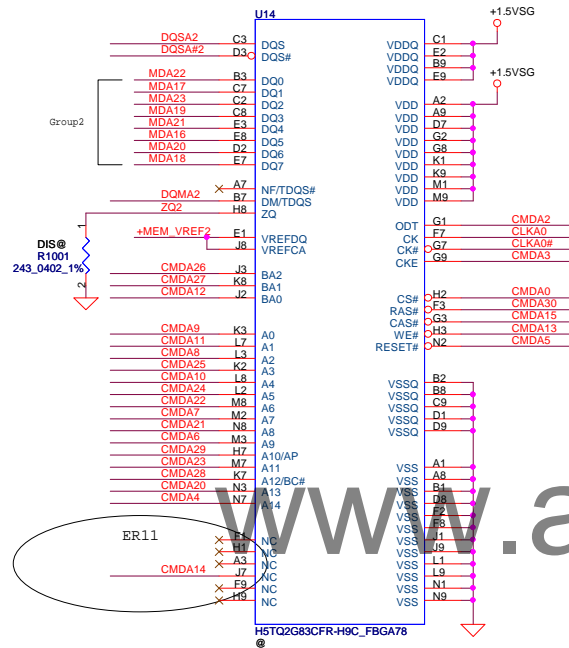 U14
+1.5VSG
DQSA2 C3 DQS VDDQ C1
DQSA#2 D3 DQS# VDDQ E2
VDDQ B9
MDA22 B3 DQ0 VDDQ E9
MDA17 C7 DQ1
+1.5VSG
MDA23 C2 DQ2 VDD A2
MDA19 C8 DQ3 VDD A9
Group2
MDA21 E3 DQ4 VDD D7
MDA16 E8 DQ5 VDD G2
MDA20 D2 DQ6 VDD G8
MDA18 E7 DQ7 VDD K1
VDD K9
A7 NF/TDQS# VDD M1
DQMA2 B7 DM/TDQS VDD M9
ZQ2 H8 ZQ
1
ODT G1 CMDA2
+MEM_VREF2 E1 VREFDQ CK F7 CLKA0
J8 VREFCA CK# G7 CLKA0#
CKE G9 CMDA3
DIS@
R1001
243_0402_1%
2
CMDA26 J3 BA2
CMDA27 K8 BA1
CMDA12 J2 BA0
CS# H2 CMDA0
RAS# F3 CMDA30
CAS# G3 CMDA15
WE# H3 CMDA13
RESET# N2 CMDA5
CMDA9 K3 A0
CMDA11 L7 A1
CMDA8 L3 A2
CMDA25 K2 A3
CMDA10 L8 A4 VSSQ B2
CMDA24 L2 A5 VSSQ B8
CMDA22 M8 A6 VSSQ C9
CMDA7 M2 A7 VSSQ D1
CMDA21 N8 A8 VSSQ D9
CMDA6 M3 A9
CMDA29 H7 A10/AP
CMDA23 M7 A11 VSS A1
CMDA28 K7 A12/BC# VSS A8
CMDA20 N3 A13 VSS B1
CMDA4 N7 A14 VSS D8
VSS F2
VSS F8
ER11
F1 NC VSS J1
H1 NC VSS J9
A3 NC VSS L1
CMDA14 J7 NC VSS L9
F9 NC VSS N1
H9 NC VSS N9
www.a
H5TQ2G83CFR-H9C_FBGA78
@